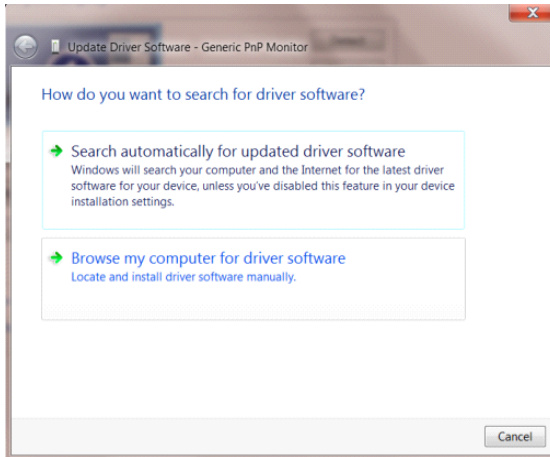 Update Driver Software - Generic PnP Monitor
How do you want to search for driver software?
Search automatically for updated driver software
Windows will search your computer and the Internet for the latest driver
software for your device, unless you've disabled this feature in your device
installation settings.
Browse my computer for driver software
Locate and install driver software manually.
Cancel